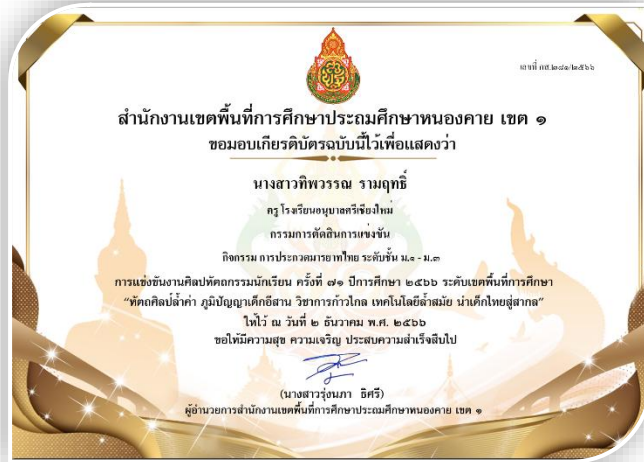 เลขที่ กส.๒๘๑/๒๕๖๖
สำนักงานเขตพื้นที่การศึกษาประถมศึกษาหนองคาย เขต ๑
ขอมอบเกียรติบัตรฉบับนี้ไว้เพื่อแสดงว่า
นางสาวทิพวรรณ รามฤทธิ์
ครู โรงเรียนอนุบาลศรีเชียงใหม่
กรรมการตัดสินการแข่งขัน
กิจกรรม การประกวดมารยาทไทย ระดับชั้น ม.๑ - ม.๓
การแข่งขันงานศิลปหัตถกรรมนักเรียน ครั้งที่ ๗๑ ปีการศึกษา ๒๕๖๖ ระดับเขตพื้นที่การศึกษา
“หัตถศิลป์ล้ำค่า ภูมิปัญญาเด็กอีสาน วิชาการก้าวไกล เทคโนโลยีล้ำสมัย นำเด็กไทยสู่สากล”
ให้ไว้ ณ วันที่ ๒ ธันวาคม พ.ศ. ๒๕๖๖
ขอให้มีความสุข ความเจริญ ประสบความสำเร็จสืบไป
(นางสาวรุ่งนภา ธิศรี)
ผู้อำนวยการสำนักงานเขตพื้นที่การศึกษาประถมศึกษาหนองคาย เขต ๑